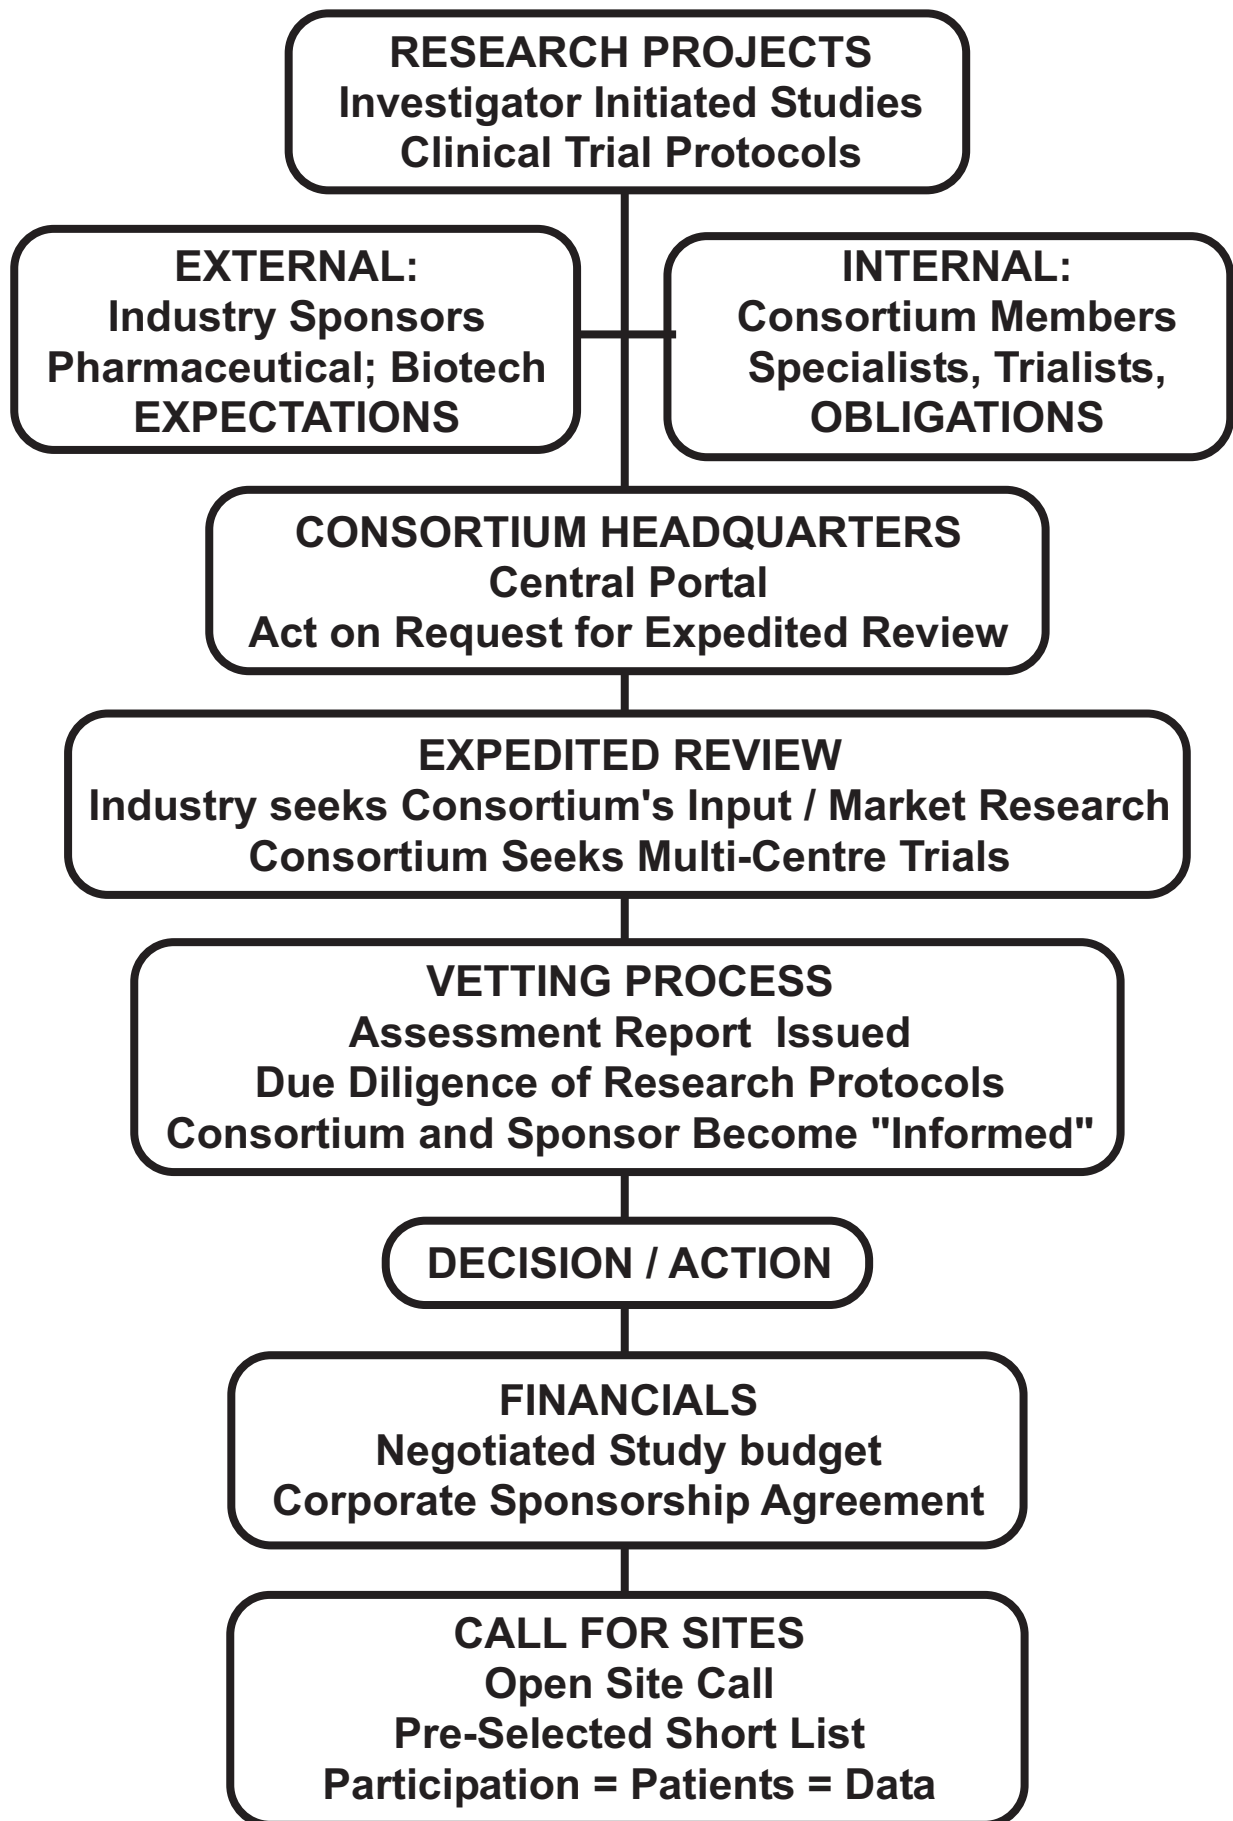 RESEARCH PROJECTS
Investigator Initiated Studies
Clinical Trial Protocols
EXTERNAL:
Industry Sponsors
Pharmaceutical; Biotech
EXPECTATIONS
INTERNAL:
Consortium Members
Specialists, Trialists,
OBLIGATIONS
CONSORTIUM HEADQUARTERS
Central Portal
Act on Request for Expedited Review
EXPEDITED REVIEW
Industry seeks Consortium's Input / Market Research
Consortium Seeks Multi-Centre Trials
VETTING PROCESS
Assessment Report Issued
Due Diligence of Research Protocols
Consortium and Sponsor Become "Informed"
DECISION / ACTION
FINANCIALS
Negotiated Study budget
Corporate Sponsorship Agreement
CALL FOR SITES
Open Site Call
Pre-Selected Short List
Participation = Patients = Data